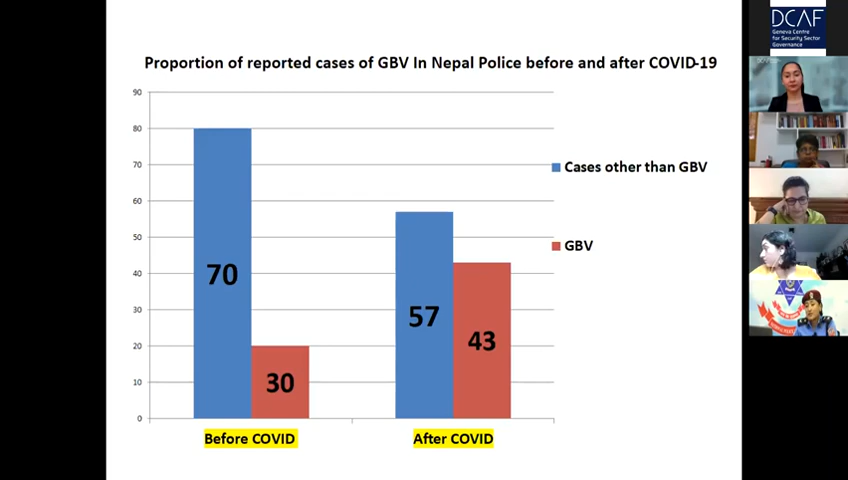 Proportion of reported cases of GBV In Nepal Police before and after COVID-19
90
80
70
60
50
40
30
20
10
0
70
30
57
43
Before COVID
After COVID
Cases other than GBV
GBV
DCAF
Geneva Centre
for Security Sector
Governance